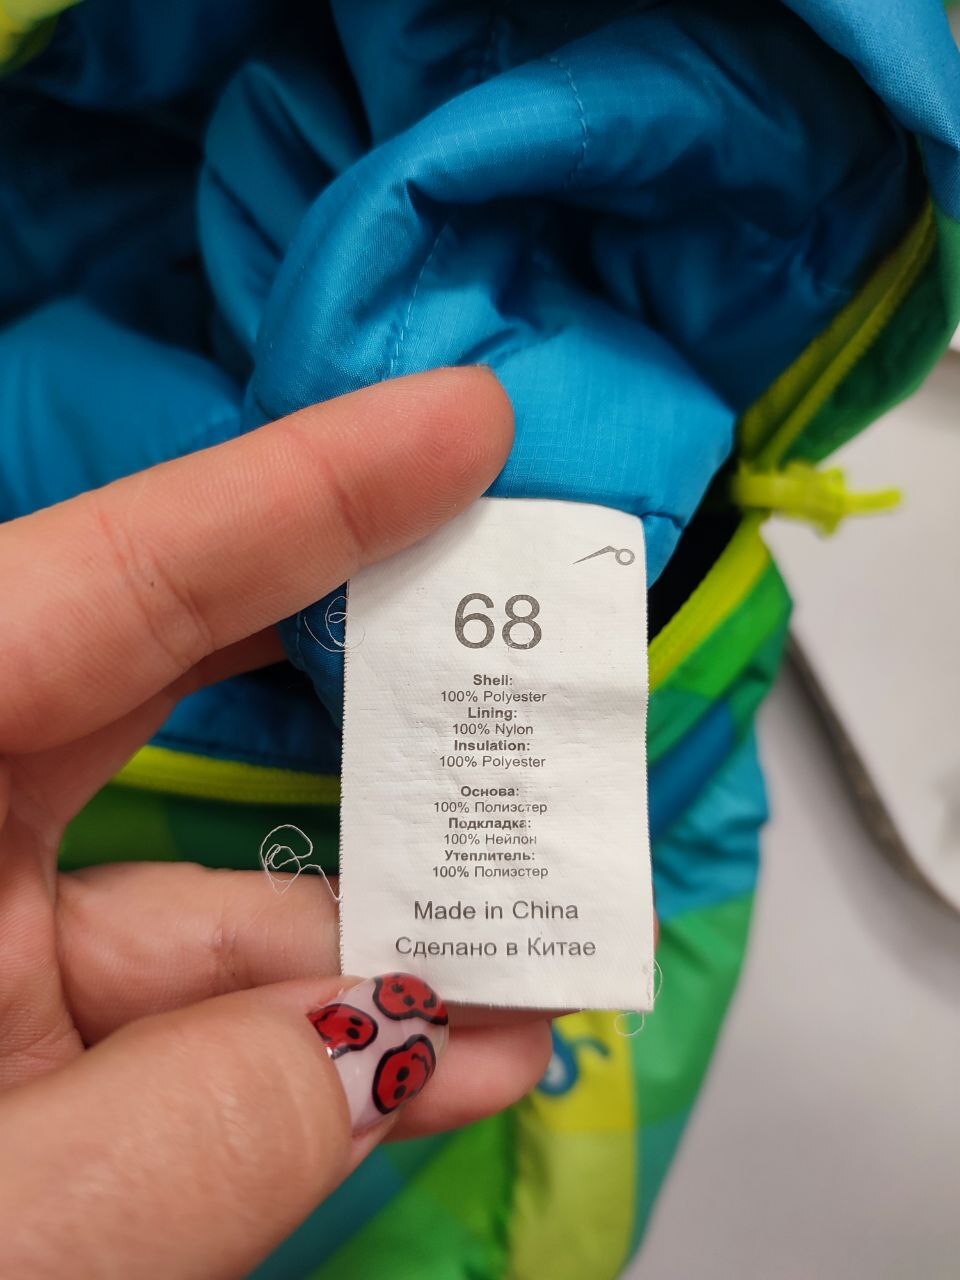 68
Shell:
100% Polyester
Lining:
100% Nylon
Insulation:
100% Polyester
Основа:
100% Полиэстер
Подкладка:
100% Нейлон
Утеплитель:
100% Полиэстер
Made in China
Сделано в Китае